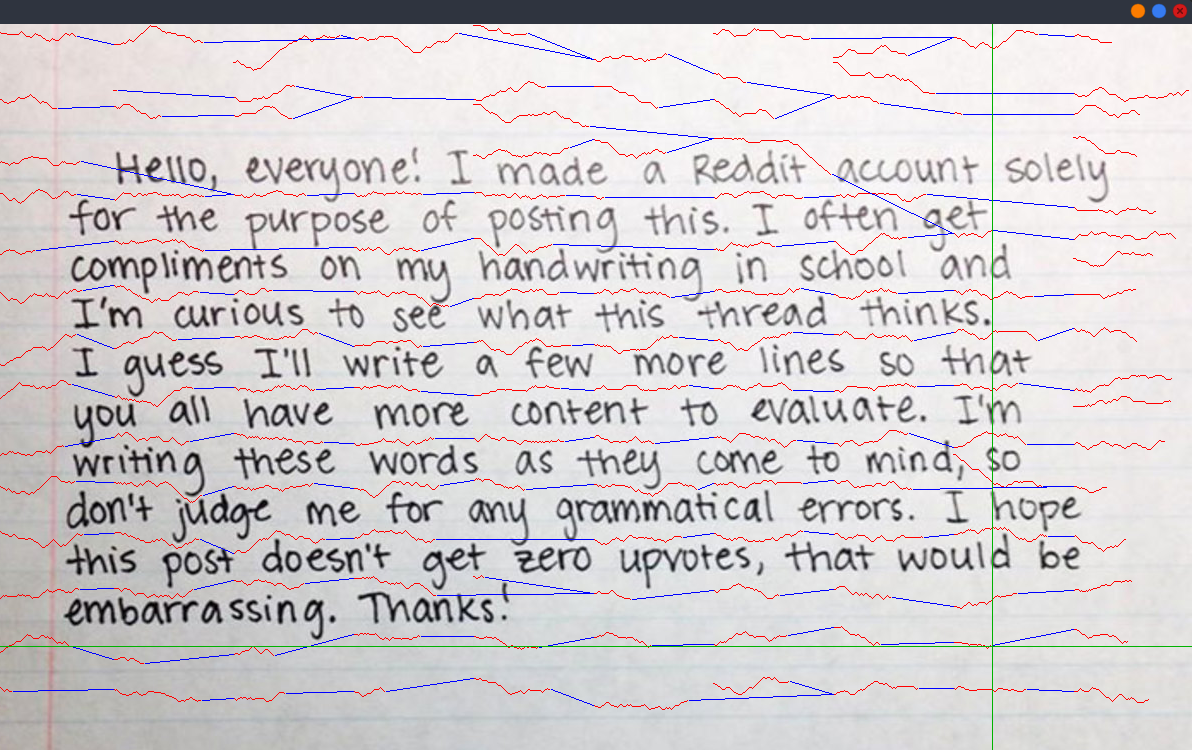 Hello, everyone! I made a Reddit account solely
for the purpose of posting this. I often get
compliments on my handwriting in school and
I'm curious to see what this thread thinks.
I guess I'll write a few more lines so that
you all have more content to evaluate. I'm
writing these words as they come to mind, so
don't judge me for any grammatical errors. I hope
this post doesn't get zero upvotes, that would be
embarrassing. Thanks!